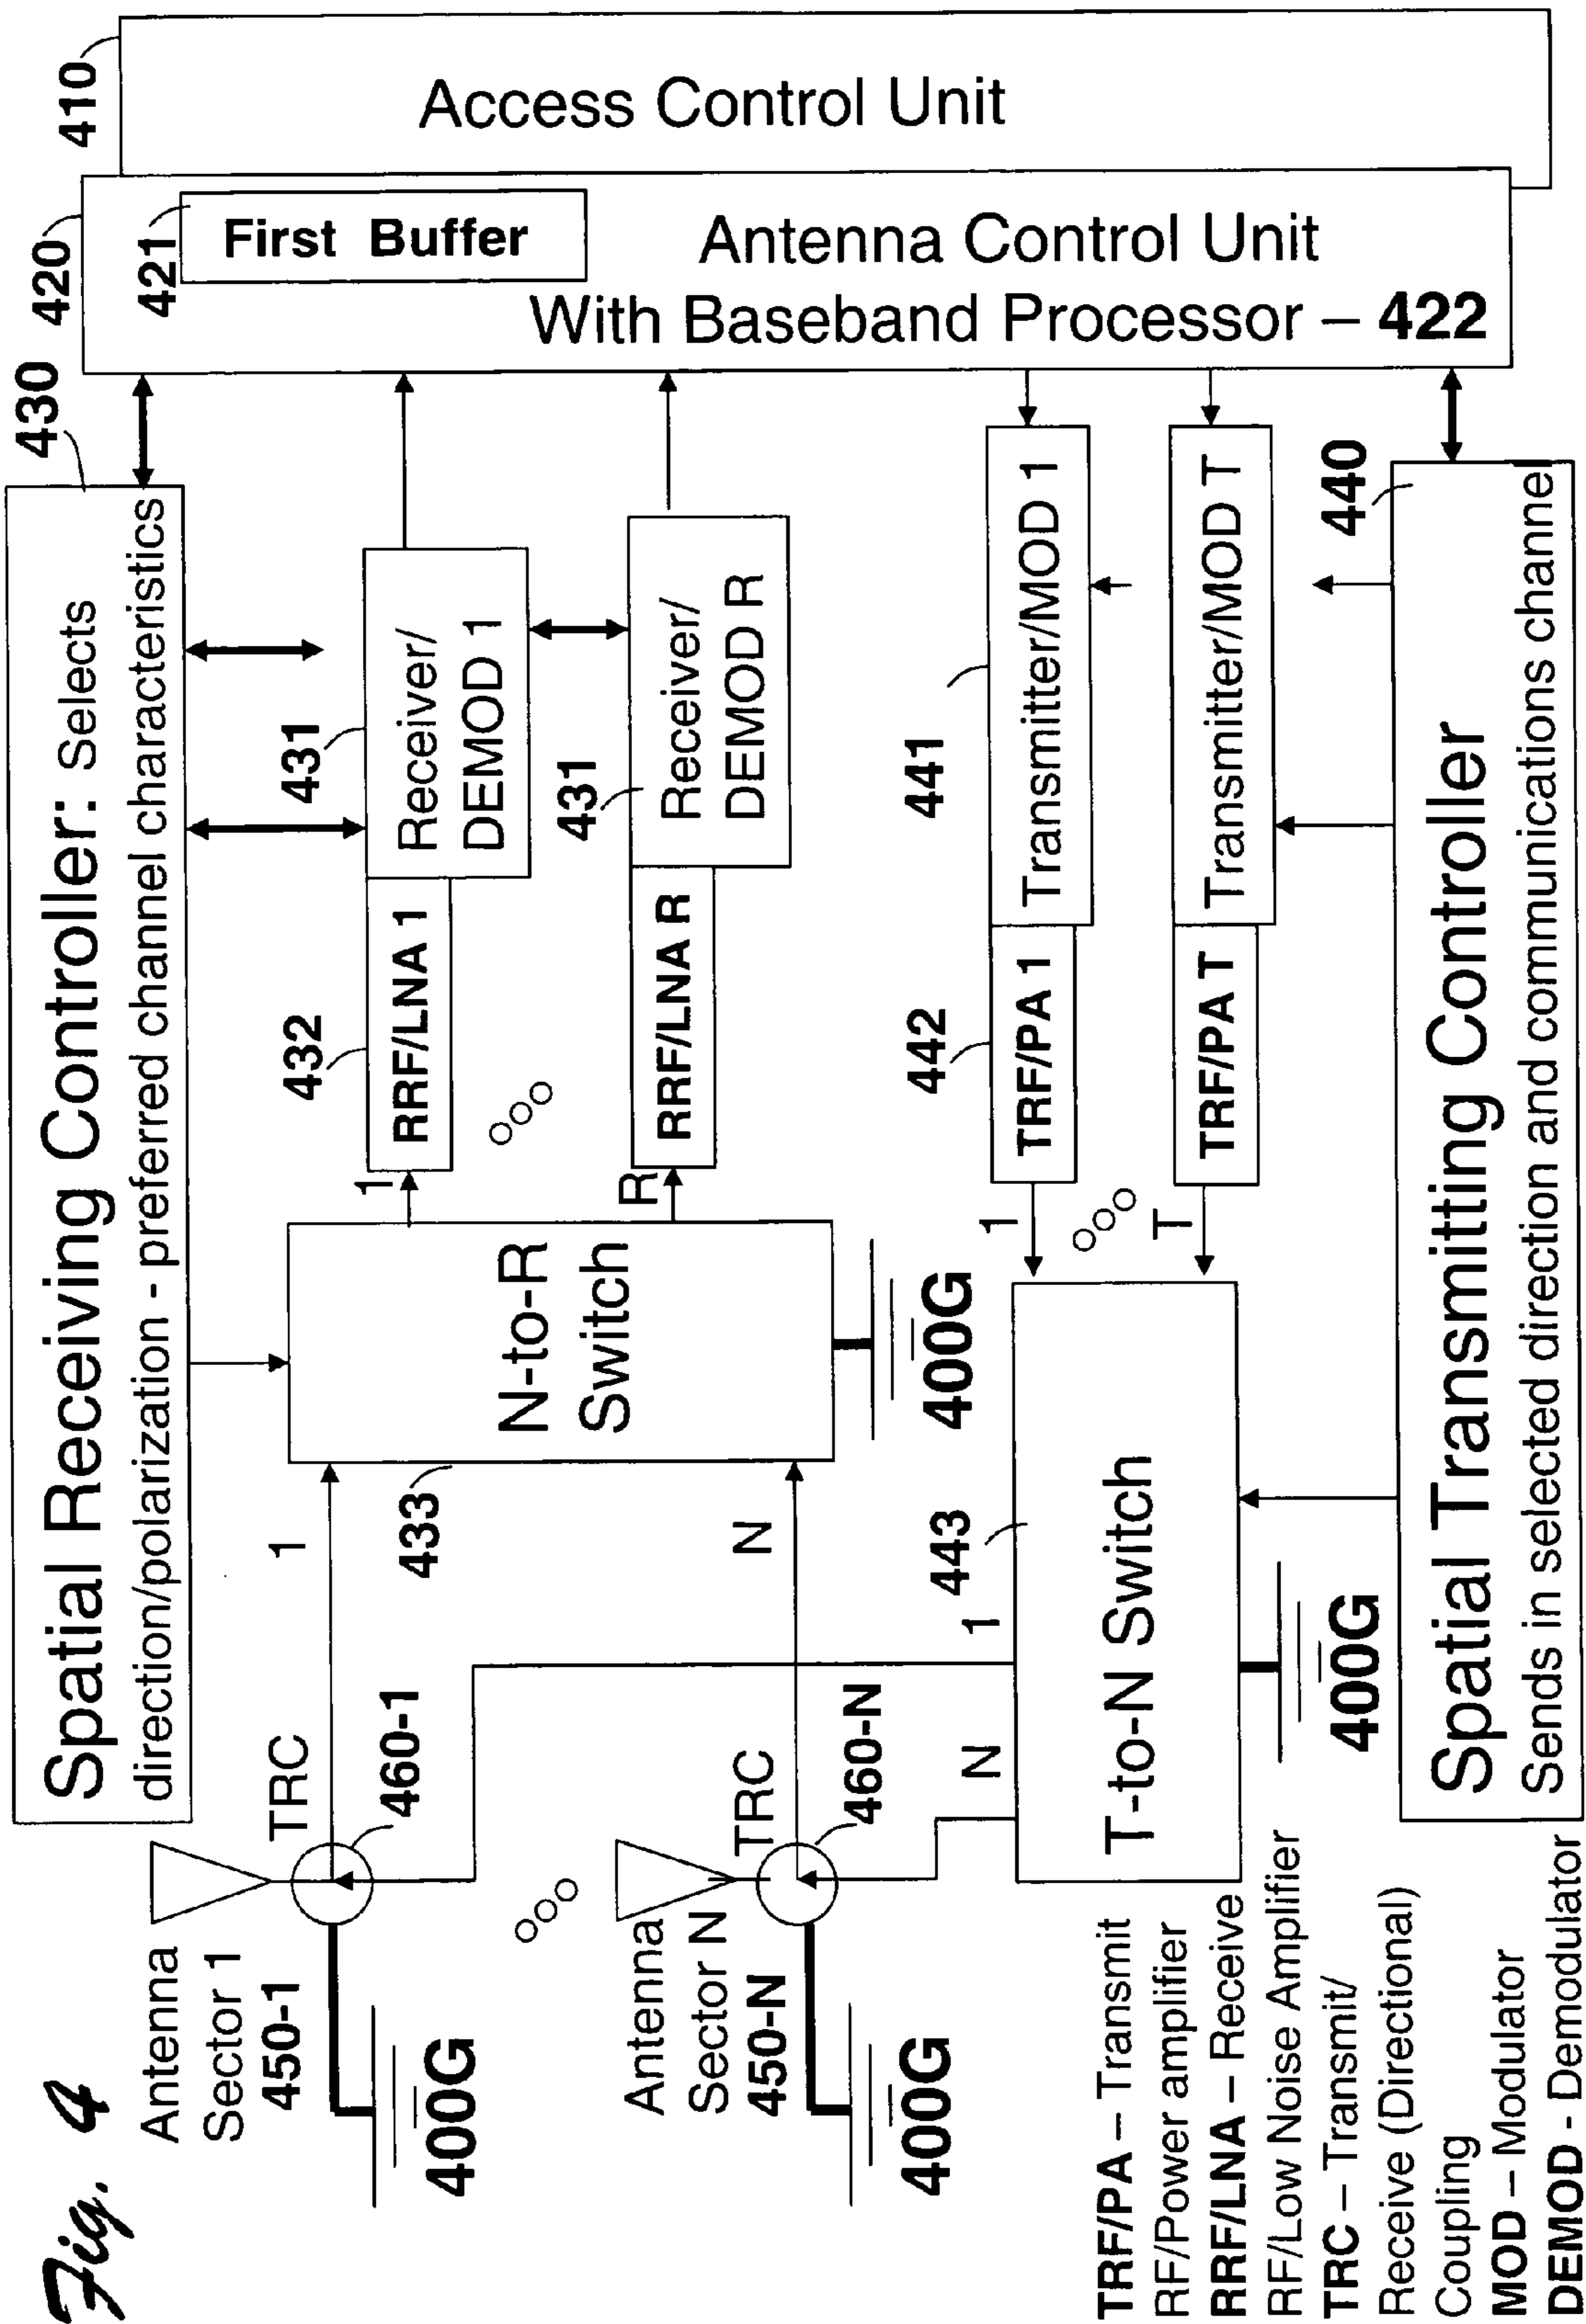 Fig. 4
Spatial Receiving Controller: Selects
direction/polarization - preferred channel characteristics
430
420
410
421
First Buffer
Access Control Unit
Antenna Control Unit
With Baseband Processor – 422
Antenna
Sector 1
450-1
400G
TRC
460-1
1
433
N-to-R
Switch
400G
1
R
432
RRF/LNA 1
431
Receiver/
DEMOD 1
RRF/LNA R
431
Receiver/
DEMOD R
Antenna
Sector N
450-N
400G
TRC
460-N
N
N
1
443
T-to-N Switch
400G
1
T
442
TRF/PA 1
441
Transmitter/MOD 1
TRF/PA T
Transmitter/MOD T
440
Spatial Transmitting Controller
Sends in selected direction and communications channel
TRF/PA – Transmit
RF/Power amplifier
RRF/LNA – Receive
RF/Low Noise Amplifier
TRC – Transmit/
Receive (Directional)
Coupling
MOD – Modulator
DEMOD - Demodulator